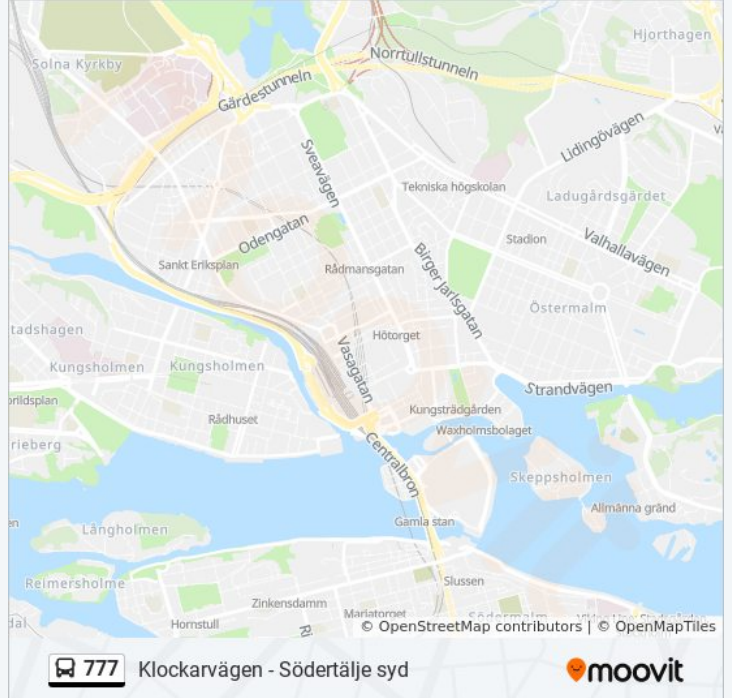 Hjorthagen
Norrtullstunneln
Solna Kyrkby
Gärdestunneln
Lidingövägen
Sveavägen
Tekniska högskolan
Ladugårdsgärdet
Odengatan
Stadion
Valhallavägen
Sankt Eriksplan
Rådmansgatan
Birger Jarlsgatan
Östermalm
tadshagen
Hötorget
Vasagatan
Kungsholmen
Kungsholmen
Strandvägen
Rådhuset
Kungsträdgården
Waxholmsbolaget
rieberg
Centralbron
Skeppsholmen
Allmänna gränd
Gamla stan
Långholmen
Reimersholme
Slussen
Zinkensdamm
Mariatorget
Hornstull
© OpenStreetMap contributors | © OpenMapTiles
777 Klockarvägen - Södertälje syd
moovit